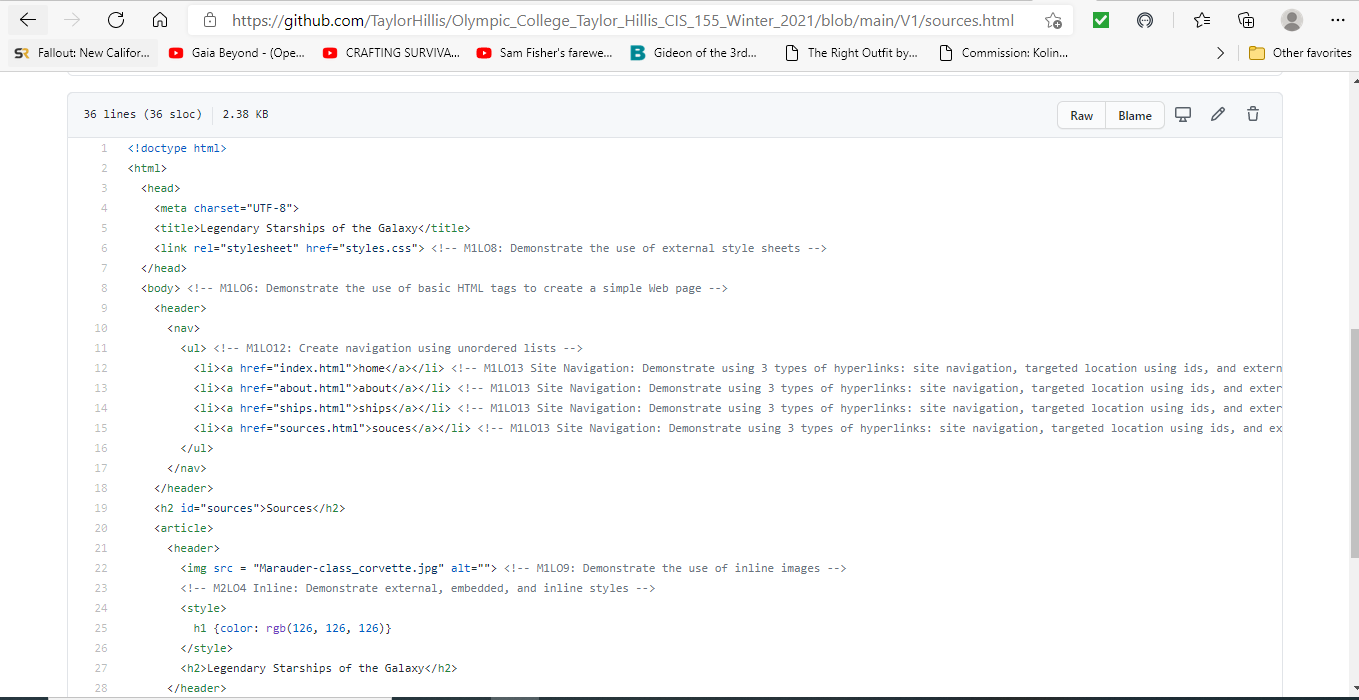 https://github.com/TaylorHillis/Olympic_College_Taylor_Hillis_CIS_155_Winter_2021/blob/main/V1/sources.html
SR Fallout: New Califor... Gaia Beyond - (Ope... CRAFTING SURVIVA... Sam Fisher's farewe... B Gideon of the 3rd... The Right Outfit by... Commission: Kolin... Other favorites
36 lines (36 sloc) 2.38 KB Raw Blame
1 <!doctype html>
2 <html>
3 <head>
4 <meta charset="UTF-8">
5 <title>Legendary Starships of the Galaxy</title>
6 <link rel="stylesheet" href="styles.css"> <!-- M1LO8: Demonstrate the use of external style sheets -->
7 </head>
8 <body> <!-- M1LO6: Demonstrate the use of basic HTML tags to create a simple Web page -->
9 <header>
10 <nav>
11 <ul> <!-- M1LO12: Create navigation using unordered lists -->
12 <li><a href="index.html">home</a></li> <!-- M1LO13 Site Navigation: Demonstrate using 3 types of hyperlinks: site navigation, targeted location using ids, and extern
13 <li><a href="about.html">about</a></li> <!-- M1LO13 Site Navigation: Demonstrate using 3 types of hyperlinks: site navigation, targeted location using ids, and exter
14 <li><a href="ships.html">ships</a></li> <!-- M1LO13 Site Navigation: Demonstrate using 3 types of hyperlinks: site navigation, targeted location using ids, and exter
15 <li><a href="sources.html">souces</a></li> <!-- M1LO13 Site Navigation: Demonstrate using 3 types of hyperlinks: site navigation, targeted location using ids, and ex
16 </ul>
17 </nav>
18 </header>
19 <h2 id="sources">Sources</h2>
20 <article>
21 <header>
22 <img src = "Marauder-class_corvette.jpg" alt=""> <!-- M1LO9: Demonstrate the use of inline images -->
23 <!-- M2LO4 Inline: Demonstrate external, embedded, and inline styles -->
24 <style>
25 h1 {color: rgb(126, 126, 126)}
26 </style>
27 <h2>Legendary Starships of the Galaxy</h2>
28 </header>